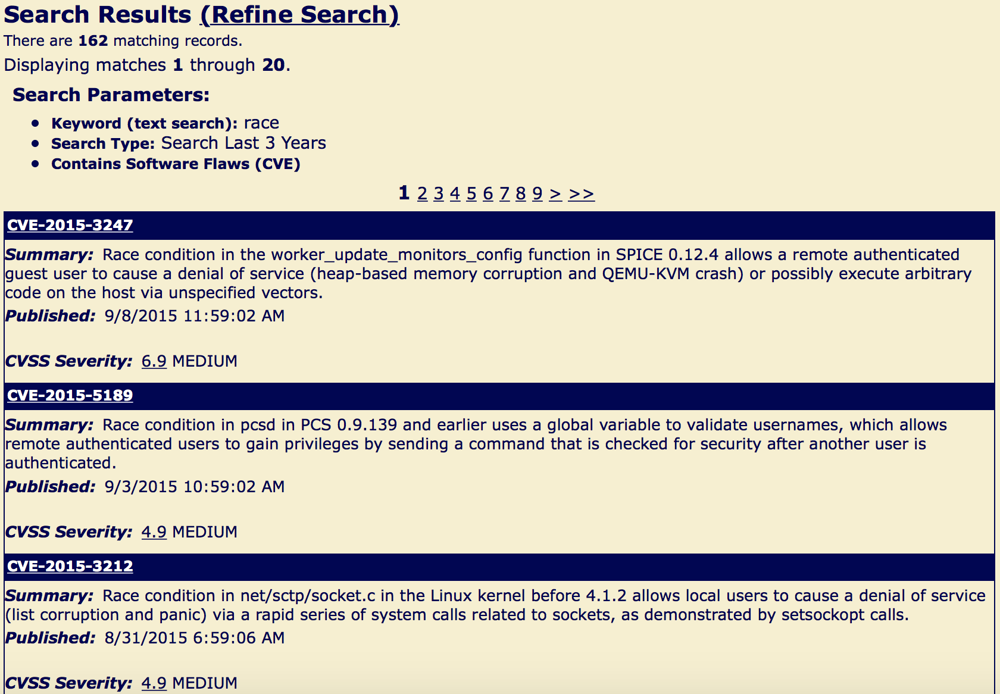 Search Results (Refine Search)
There are 162 matching records.
Displaying matches 1 through 20.
Search Parameters:
• Keyword (text search): race
• Search Type: Search Last 3 Years
• Contains Software Flaws (CVE)
1 2 3 4 5 6 7 8 9 > >>
CVE-2015-3247
Summary: Race condition in the worker_update_monitors_config function in SPICE 0.12.4 allows a remote authenticated
guest user to cause a denial of service (heap-based memory corruption and QEMU-KVM crash) or possibly execute arbitrary
code on the host via unspecified vectors.
Published: 9/8/2015 11:59:02 AM
CVSS Severity: 6.9 MEDIUM
CVE-2015-5189
Summary: Race condition in pcsd in PCS 0.9.139 and earlier uses a global variable to validate usernames, which allows
remote authenticated users to gain privileges by sending a command that is checked for security after another user is
authenticated.
Published: 9/3/2015 10:59:02 AM
CVSS Severity: 4.9 MEDIUM
CVE-2015-3212
Summary: Race condition in net/sctp/socket.c in the Linux kernel before 4.1.2 allows local users to cause a denial of service
(list corruption and panic) via a rapid series of system calls related to sockets, as demonstrated by setsockopt calls.
Published: 8/31/2015 6:59:06 AM
CVSS Severity: 4.9 MEDIUM